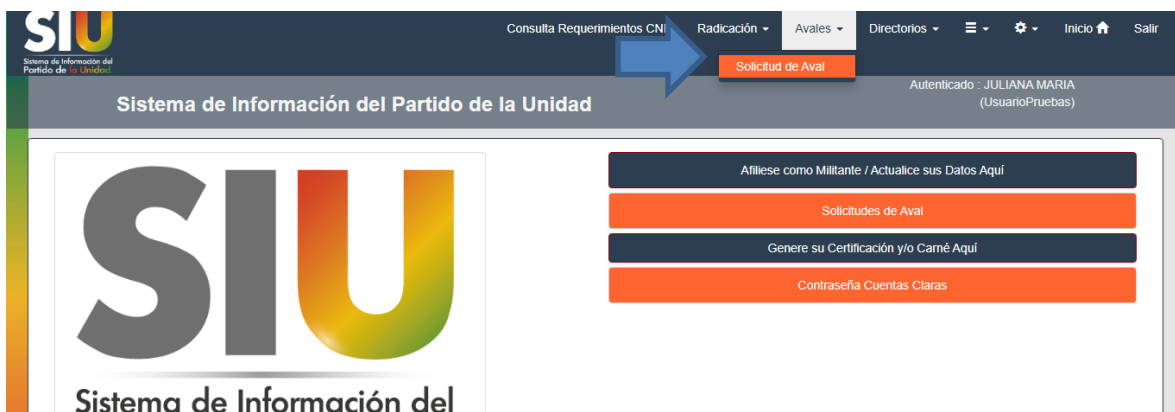 SIU
Sistema de Información del
Partido de la Unidad
Consulta Requerimientos CN
Radicación
Avales
Directorios
Inicio
Salir
Solicitud de Aval
Sistema de Información del Partido de la Unidad
Autenticado : JULIANA MARIA
(UsuarioPruebas)
SIU
Sistema de Información del
Afiliese como Militante / Actualice sus Datos Aquí
Solicitudes de Aval
Genere su Certificación y/o Carné Aquí
Contraseña Cuentas Claras